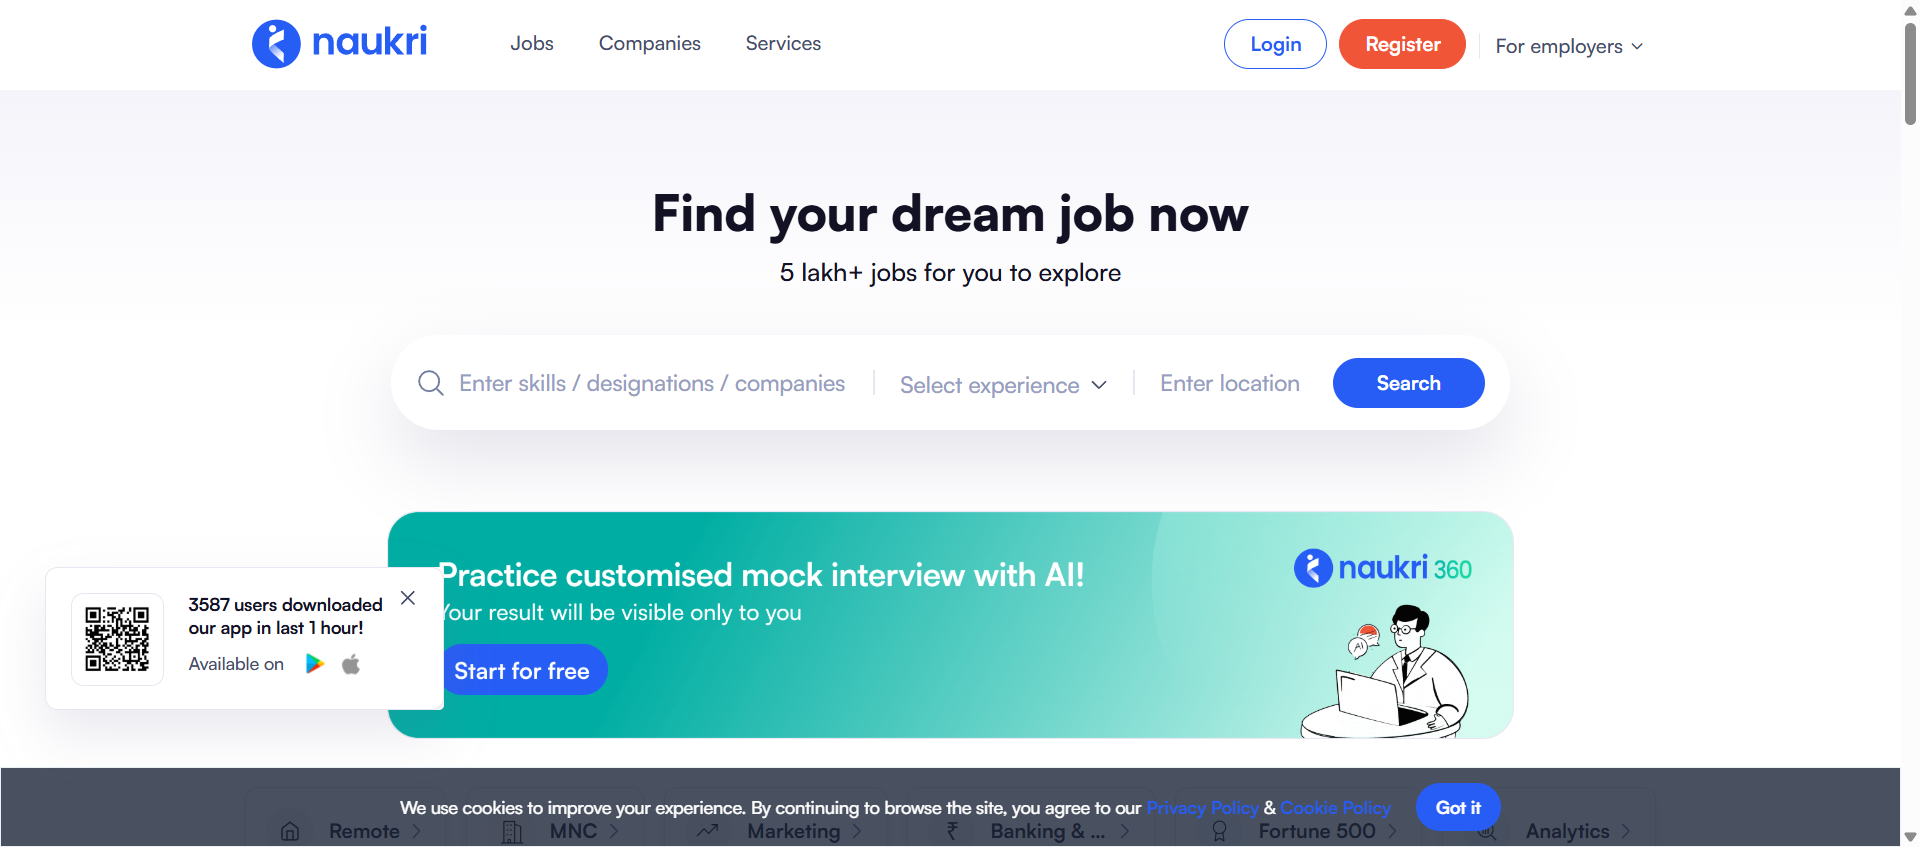 naukri
Jobs Companies Services
Login Register For employers
Find your dream job now
5 lakh+ jobs for you to explore
Enter skills / designations / companies Select experience Enter location Search
Practice customised mock interview with AI!
Your result will be visible only to you
Start for free
naukri 360
AI
3587 users downloaded
our app in last 1 hour!
Available on
We use cookies to improve your experience. By continuing to browse the site, you agree to our Privacy Policy & Cookie Policy Got it
Remote MNC Marketing Banking & ... Fortune 500 Analytics